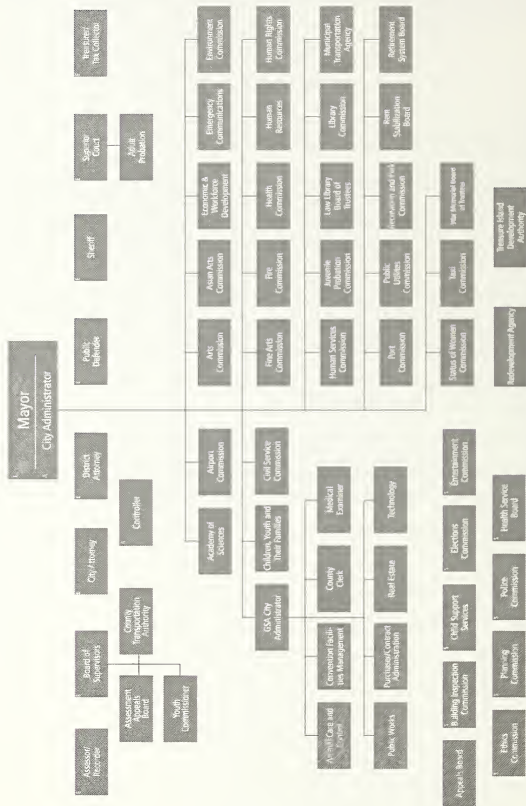 Mayor
City Administrator
Assessor/
Recorder
Board of
Supervisors
City Attorney
District
Attorney
Public
Defender
Sheriff
Superior
Court
Treasurer/
Tax Collector
Assessment
Appeals
Board
County
Transportation
Authority
Youth
Commissioner
Controller
Adult
Probation
Academy of
Sciences
Airport
Commission
Arts
Commission
Asian Arts
Commission
Economic &
Workforce
Development
Emergency
Communications
Environment
Commission
Children, Youth and
Their Families
Civil Service
Commission
Fine Arts
Commission
Fire
Commission
Health
Commission
Human
Resources
Human Rights
Commission
GSA City
Administrator
Human Services
Commission
Juvenile
Probation
Commission
Law Library
Board of
Trustees
Library
Commission
Municipal
Transportation
Agency
Animal Care and
Control
Convention Facili-
ties Management
County
Clerk
Medical
Examiner
Port
Commission
Public
Utilities
Commission
Recreation and Park
Commission
Rent
Stabilization
Board
Retirement
System Board
Public Works
Purchaser/Contract
Administration
Real Estate
Technology
Status of Women
Commission
Taxi
Commission
War Memorial Board
of Trustees
Appeals Board
Building Inspection
Commission
Child Support
Services
Elections
Commission
Entertainment
Commission
Redevelopment Agency
Treasure Island
Development
Authority
Ethics
Commission
Planning
Commission
Police
Commission
Health Service
Board